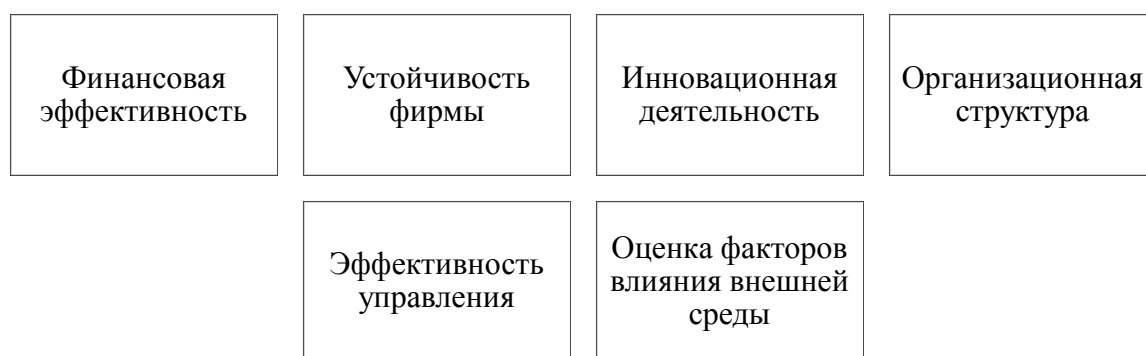 Финансовая
эффективность
Устойчивость
фирмы
Инновационная
деятельность
Организационная
структура
Эффективность
управления
Оценка факторов
влияния внешней
среды